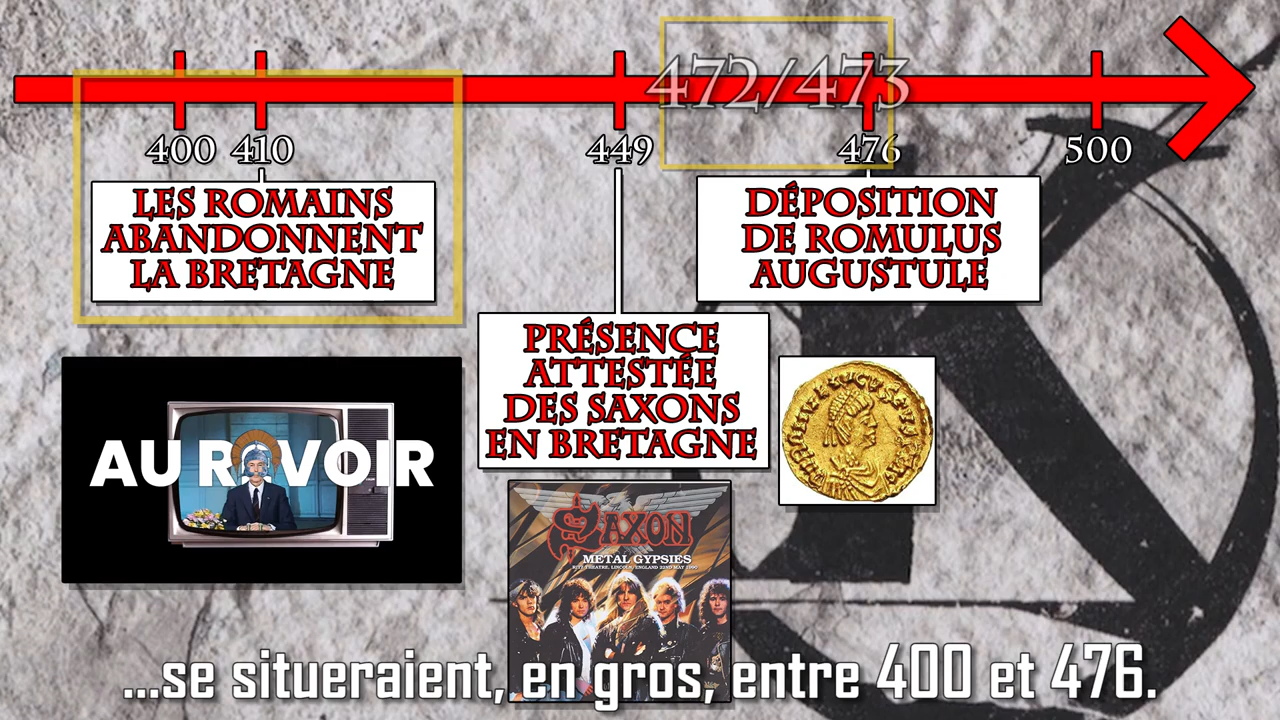 472/473
400 410 449 476 500
LES ROMAINS
ABANDONNENT
LA BRETAGNE
DÉPOSITION
DE ROMULUS
AUGUSTULE
PRÉSENCE
ATTESTÉE
DES SAXONS
EN BRETAGNE
AU REVOIR
SAXON
METAL GYPSIES
...se situeraient, en gros, entre 400 et 476.